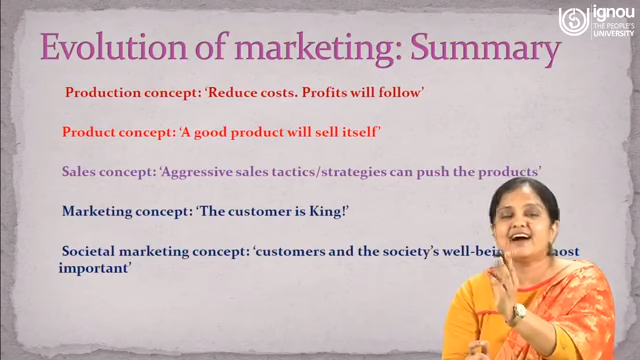 ignou
THE PEOPLE'S
UNIVERSITY
Evolution of marketing: Summary
Production concept: 'Reduce costs. Profits will follow'
Product concept: 'A good product will sell itself'
Sales concept: 'Aggressive sales tactics/strategies can push the products'
Marketing concept: 'The customer is King!'
Societal marketing concept: 'customers and the society's most
important'